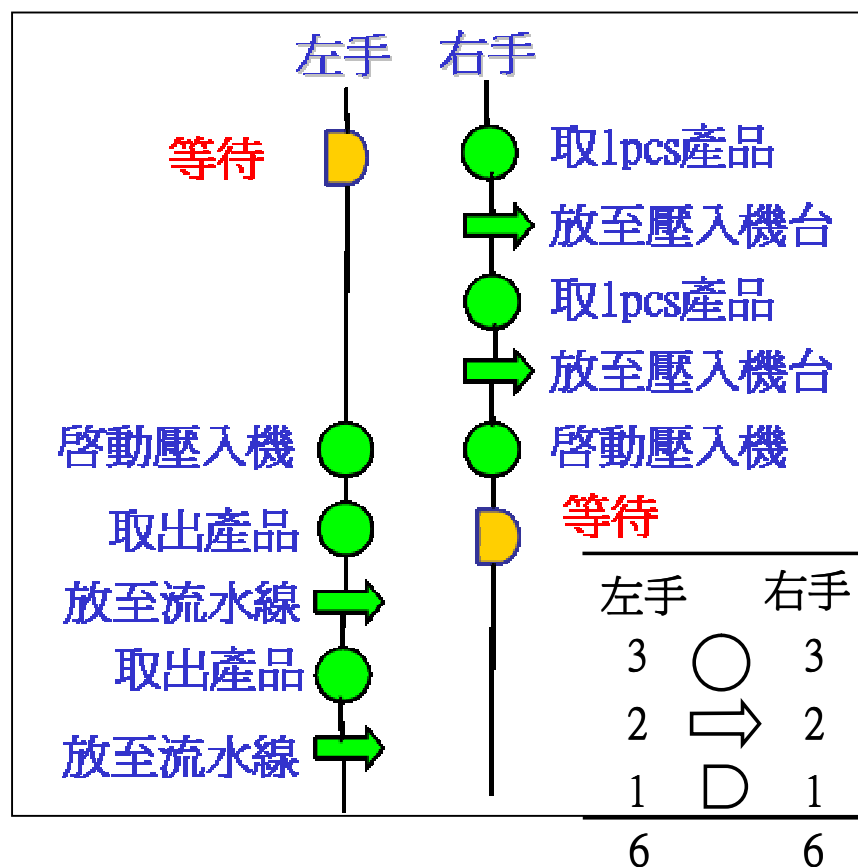 左手 右手
等待 取1pcs產品
放至壓入機台
取1pcs產品
放至壓入機台
啓動壓入機 啓動壓入機
取出產品 等待
放至流水線
取出產品
放至流水線
左手 右手
3 3
2 2
1 1
6 6